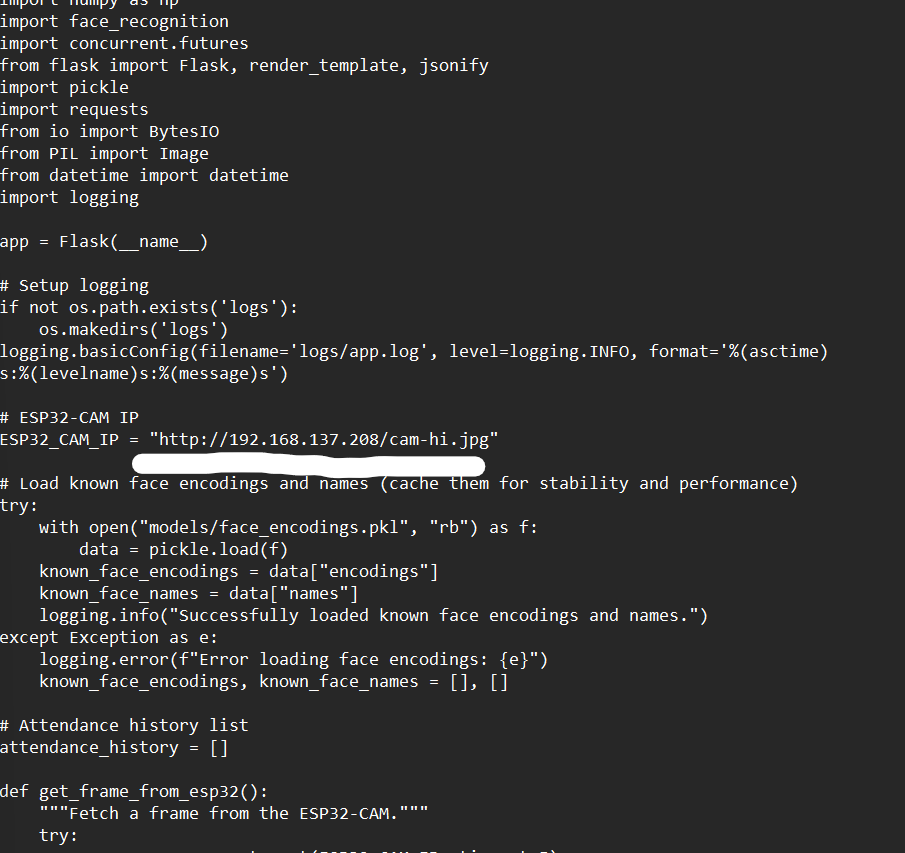 import numpy as np
import face_recognition
import concurrent.futures
from flask import Flask, render_template, jsonify
import pickle
import requests
from io import BytesIO
from PIL import Image
from datetime import datetime
import logging
app = Flask(__name__)
# Setup logging
if not os.path.exists('logs'):
    os.makedirs('logs')
logging.basicConfig(filename='logs/app.log', level=logging.INFO, format='%(asctime)
s:%(levelname)s:%(message)s')
# ESP32-CAM IP
ESP32_CAM_IP = "http://192.168.137.208/cam-hi.jpg"
# Load known face encodings and names (cache them for stability and performance)
try:
    with open("models/face_encodings.pkl", "rb") as f:
        data = pickle.load(f)
    known_face_encodings = data["encodings"]
    known_face_names = data["names"]
    logging.info("Successfully loaded known face encodings and names.")
except Exception as e:
    logging.error(f"Error loading face encodings: {e}")
    known_face_encodings, known_face_names = [], []
# Attendance history list
attendance_history = []
def get_frame_from_esp32():
    """Fetch a frame from the ESP32-CAM."""
    try: